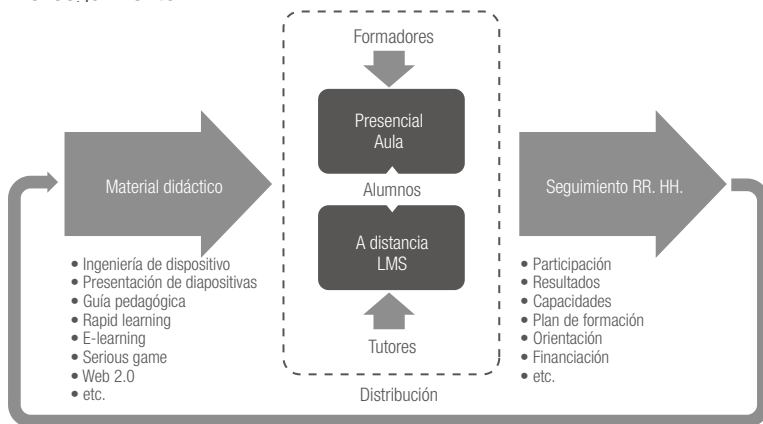 Formadores
Presencial
Aula
Material didáctico
Alumnos
Seguimiento RR. HH.
A distancia
LMS
• Ingeniería de dispositivo
• Presentación de diapositivas
• Guía pedagógica
• Rapid learning
• E-learning
• Serious game
• Web 2.0
• etc.
• Participación
• Resultados
• Capacidades
• Plan de formación
• Orientación
• Financiación
• etc.
Tutores
Distribución